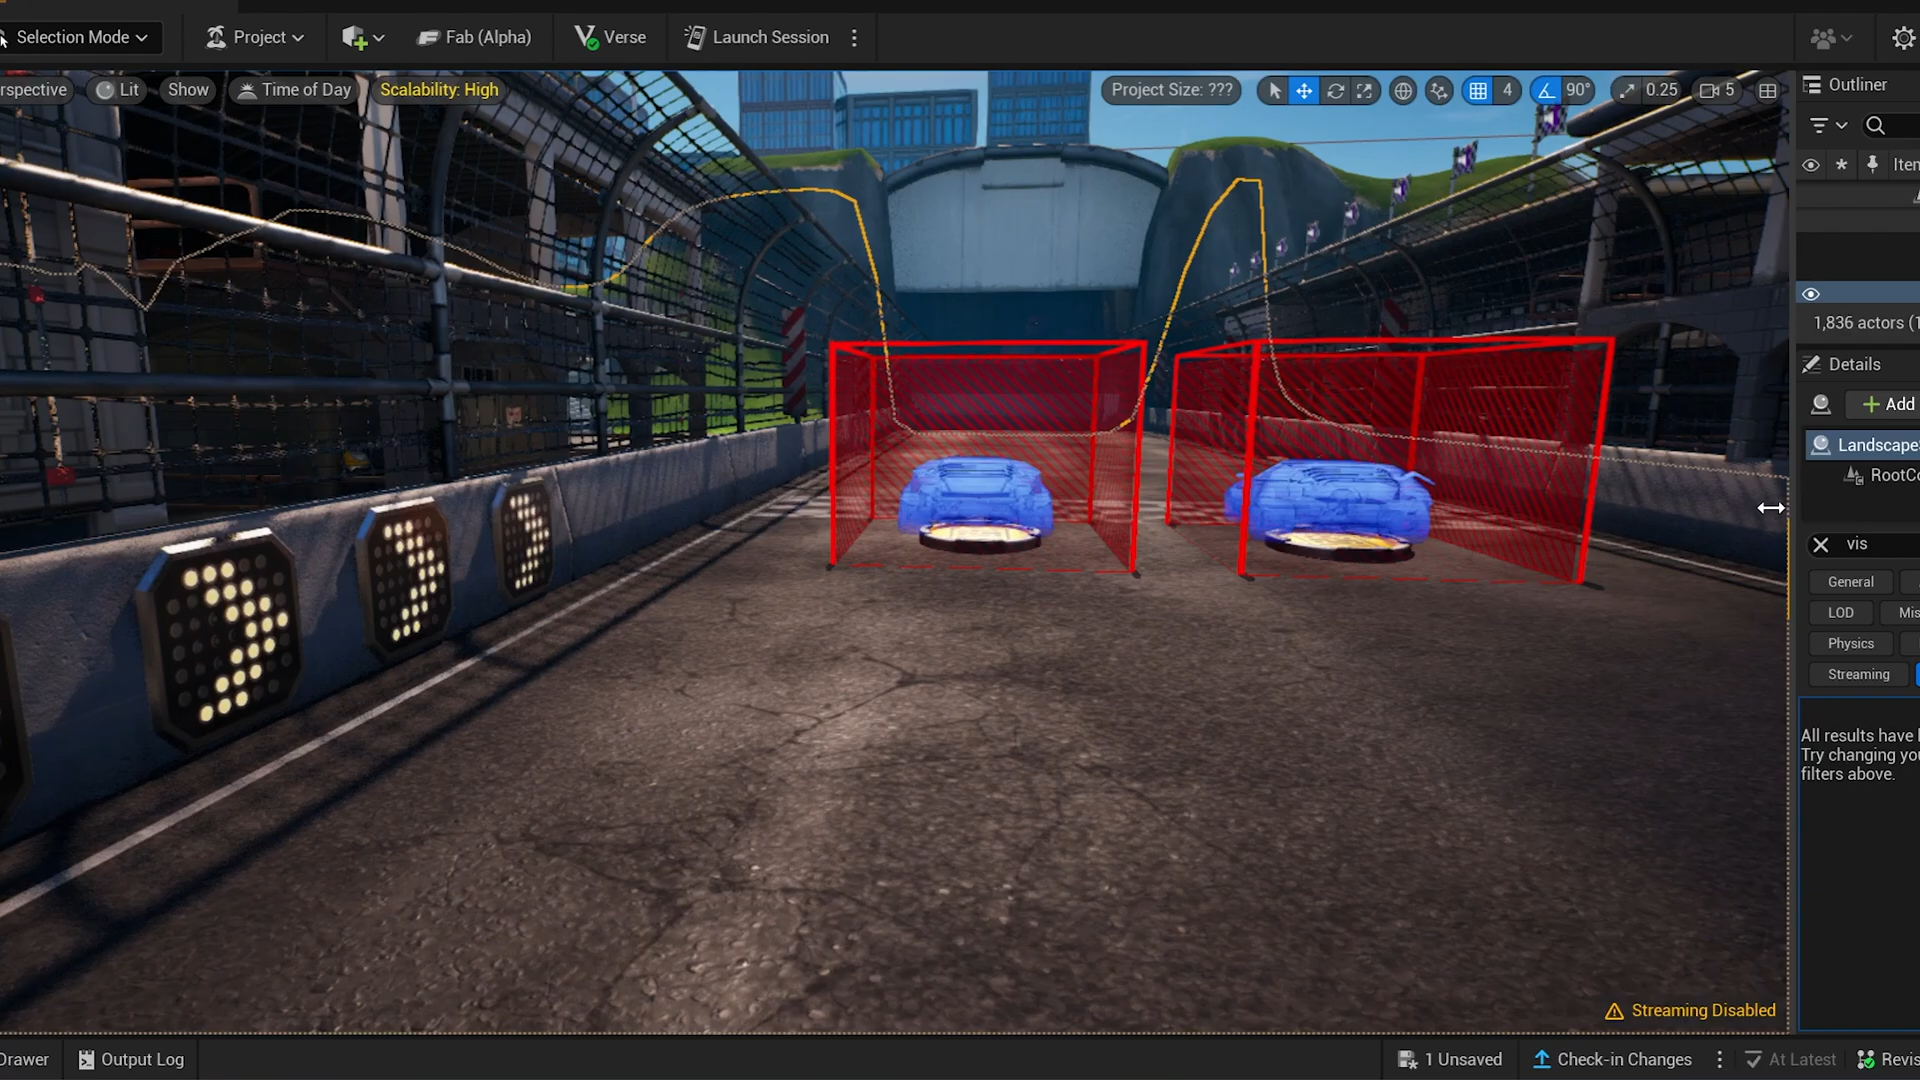 Selection Mode
Project
Fab (Alpha)
Verse
Launch Session
rspective
Lit
Show
Time of Day
Scalability: High
Project Size: ???
4
90°
0.25
5
Outliner
Iten
1,836 actors (1
Details
Add
Landscape
RootCo
vis
General
LOD
Mis
Physics
Streaming
All results have
Try changing you
filters above.
Streaming Disabled
Drawer
Output Log
1 Unsaved
Check-in Changes
At Latest
Revis